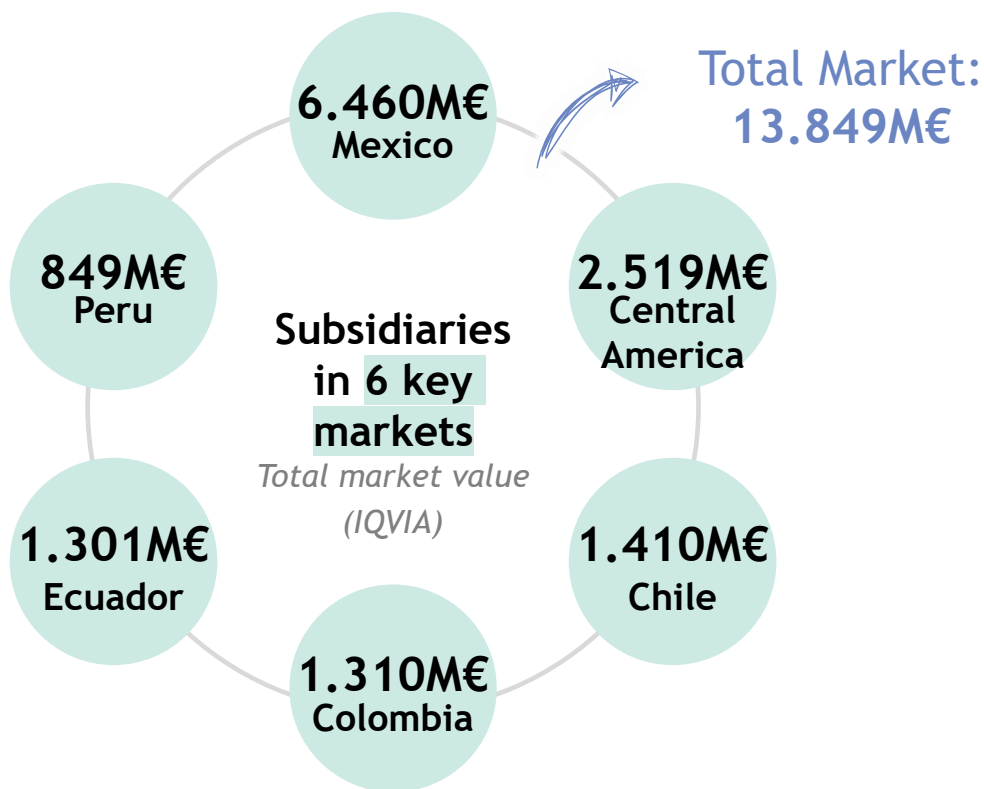 6.460M€
Mexico
Total Market:
13.849M€
849M€
Peru
2.519M€
Central
America
Subsidiaries
in 6 key
markets
Total market value
(IQVIA)
1.301M€
Ecuador
1.410M€
Chile
1.310M€
Colombia